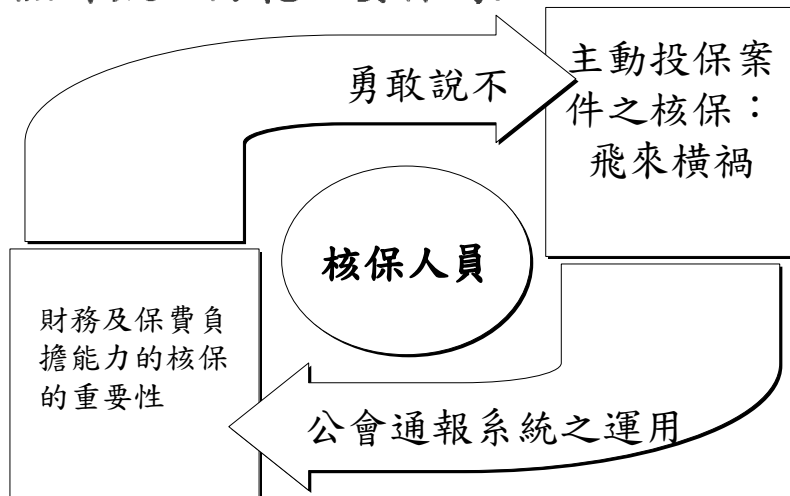 勇敢說不
主動投保案
件之核保：
飛來橫禍
核保人員
財務及保費負
擔能力的核保
的重要性
公會通報系統之運用